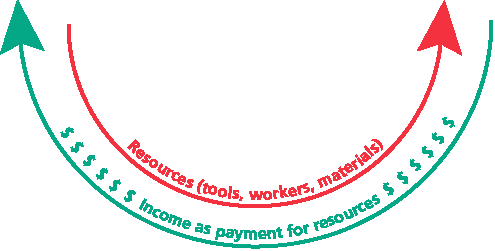 Resources (tools, workers, materials)
$ $ $ $ $ $ Income as payment for resources $ $ $ $ $ $